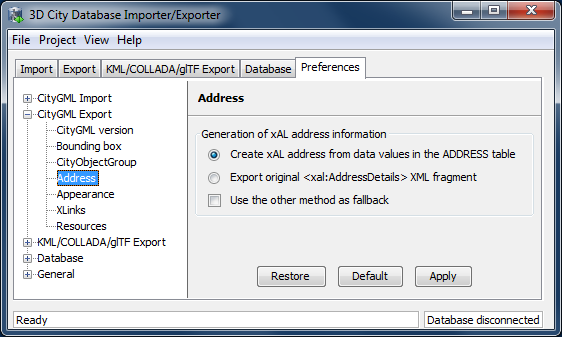 3D City Database Importer/Exporter
File Project View Help
Import Export KML/COLLADA/glTF Export Database Preferences
CityGML Import
CityGML Export
CityGML version
Bounding box
CityObjectGroup
Address
Appearance
XLinks
Resources
KML/COLLADA/glTF Export
Database
General
Address
Generation of xAL address information
Create xAL address from data values in the ADDRESS table
Export original <xal:AddressDetails> XML fragment
Use the other method as fallback
Restore Default Apply
Ready Database disconnected